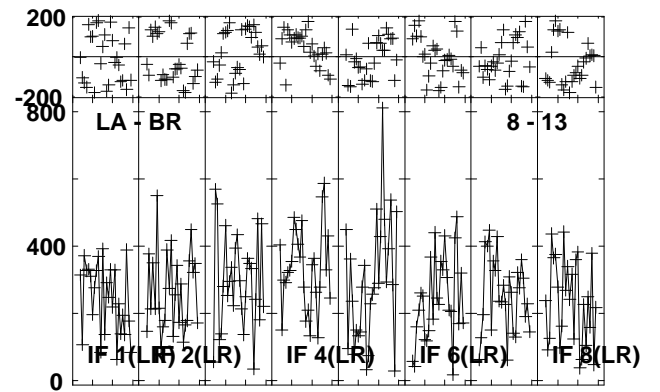 200
-200
800
LA - BR 8 - 13
400
IF 1(LR) IF 2(LR) IF 4(LR) IF 6(LR) IF 8(LR)
0